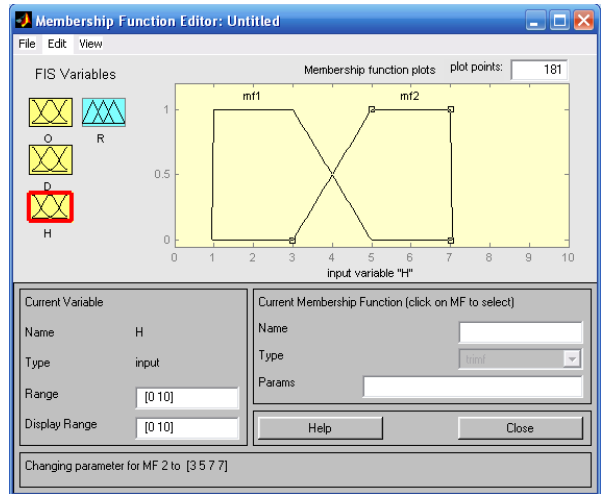 Membership Function Editor: Untitled
File Edit View
FIS Variables
Membership function plots plot points: 181
mf1 mf2
1
0.5
0
0 1 2 3 4 5 6 7 8 9 10
input variable "H"
O R
D
H
Current Variable
Name H
Type input
Range [0 10]
Display Range [0 10]
Current Membership Function (click on MF to select)
Name
Type trimf
Params
Help Close
Changing parameter for MF 2 to [3 5 7 7]